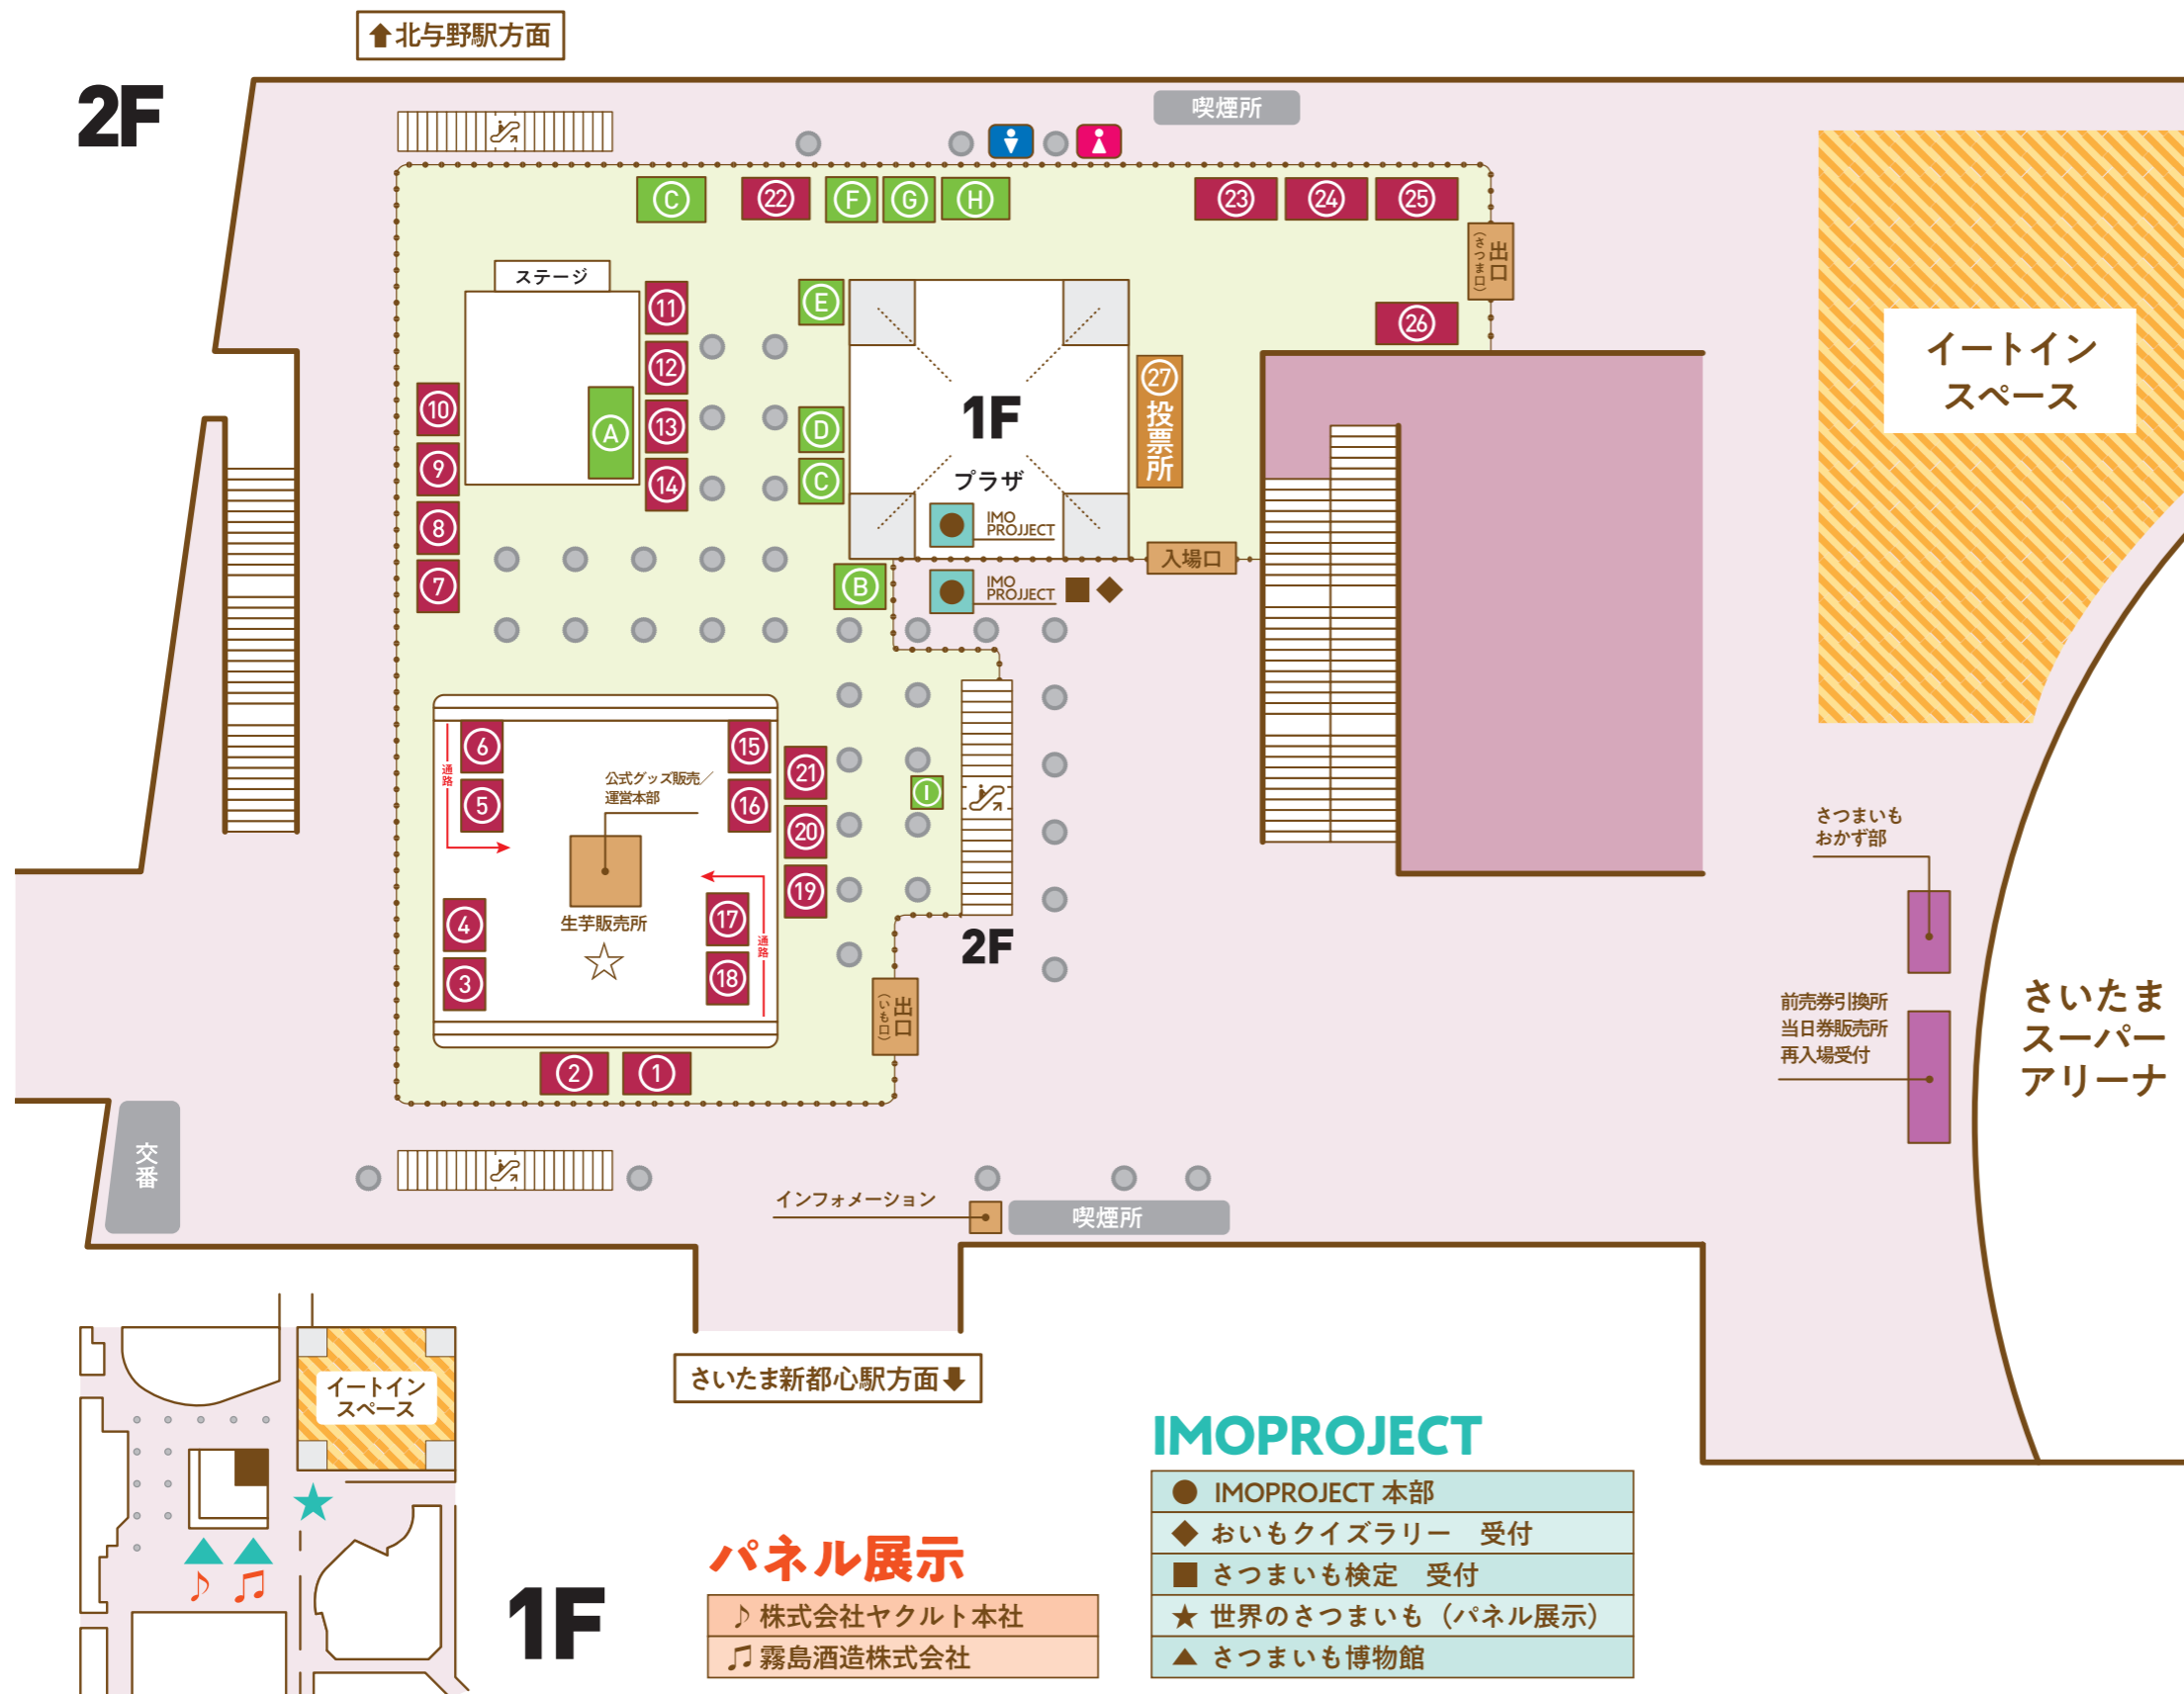 ⬆北与野駅方面
2F
喫煙所
C
22
F
G
H
23
24
25
出口
(さつま口)
ステージ
11
E
26
イートイン
スペース
12
10
A
13
D
27
投票所
1F
9
14
C
プラザ
8
IMO
PROJJECT
入場口
7
B
IMO
PROJJECT
6
15
通路
公式グッズ販売／
運営本部
21
I
5
16
20
さつまいも
おかず部
19
4
17
生芋販売所
通路
2F
3
18
出口
(いも口)
前売券引換所
当日券販売所
再入場受付
さいたま
スーパー
アリーナ
2
1
交番
インフォメーション
喫煙所
さいたま新都心駅方面⬇
イートイン
スペース
1F
パネル展示
♪ 株式会社ヤクルト本社
♫ 霧島酒造株式会社
IMOPROJECT
● IMOPROJECT 本部
◆ おいもクイズラリー　受付
■ さつまいも検定　受付
★ 世界のさつまいも（パネル展示）
▲ さつまいも博物館